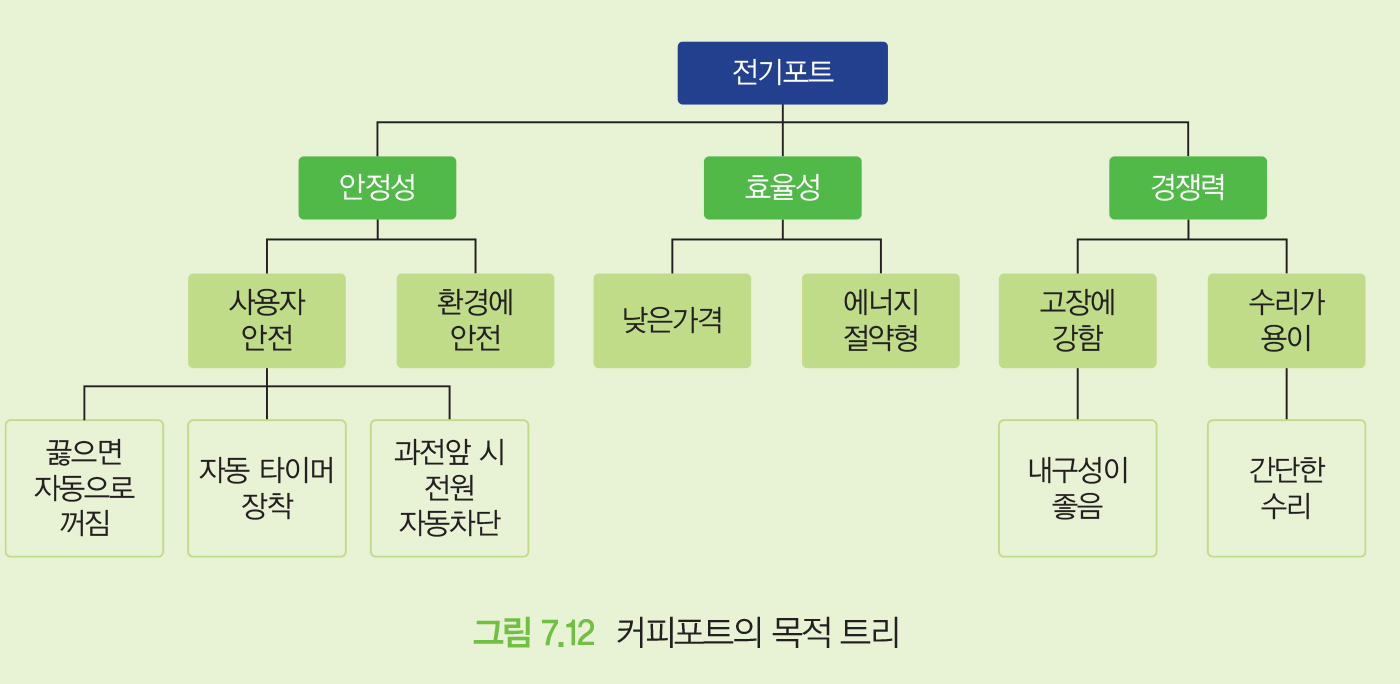 전기포트
안정성
효율성
경쟁력
사용자
안전
환경에
안전
낮은가격
에너지
절약형
고장에
강함
수리가
용이
끓으면
자동으로
꺼짐
자동 타이머
장착
과전앞 시
전원
자동차단
내구성이
좋음
간단한
수리
그림 7.12 커피포트의 목적 트리